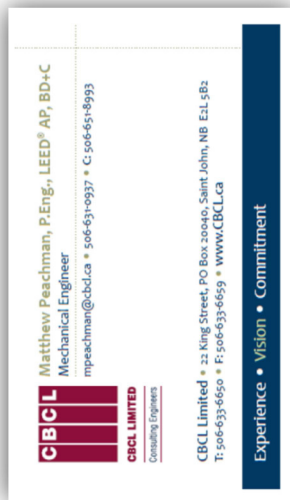 CBCL
CBCL LIMITED
Consulting Engineers
Matthew Peachman, P.Eng., LEED® AP, BD+C
Mechanical Engineer
mpeachman@cbcl.ca • 506-631-0937 • C: 506-651-8993
CBCL Limited • 22 King Street, PO Box 20040, Saint John, NB E2L 5B2
T: 506-633-6650 • F: 506-633-6659 • www.CBCL.ca
Experience • Vision • Commitment